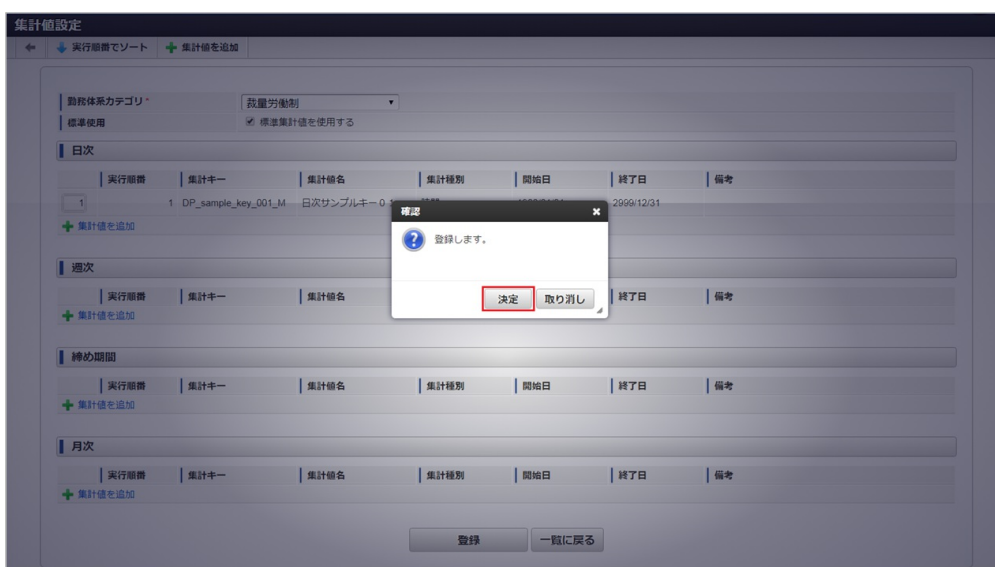 集計値設定
実行順番でソート 集計値を追加
勤務体系カテゴリ* 裁量労働制
標準使用 標準集計値を使用する
日次
実行順番 集計キー 集計値名 集計種別 開始日 終了日 備考
1 1 DP_sample_key_001_M 日次サンプルキー０ 2999/12/31
集計値を追加
確認
登録します。
決定 取り消し
週次
実行順番 集計キー 集計値名 終了日 備考
集計値を追加
締め期間
実行順番 集計キー 集計値名 集計種別 開始日 終了日 備考
集計値を追加
月次
実行順番 集計キー 集計値名 集計種別 開始日 終了日 備考
集計値を追加
登録 一覧に戻る